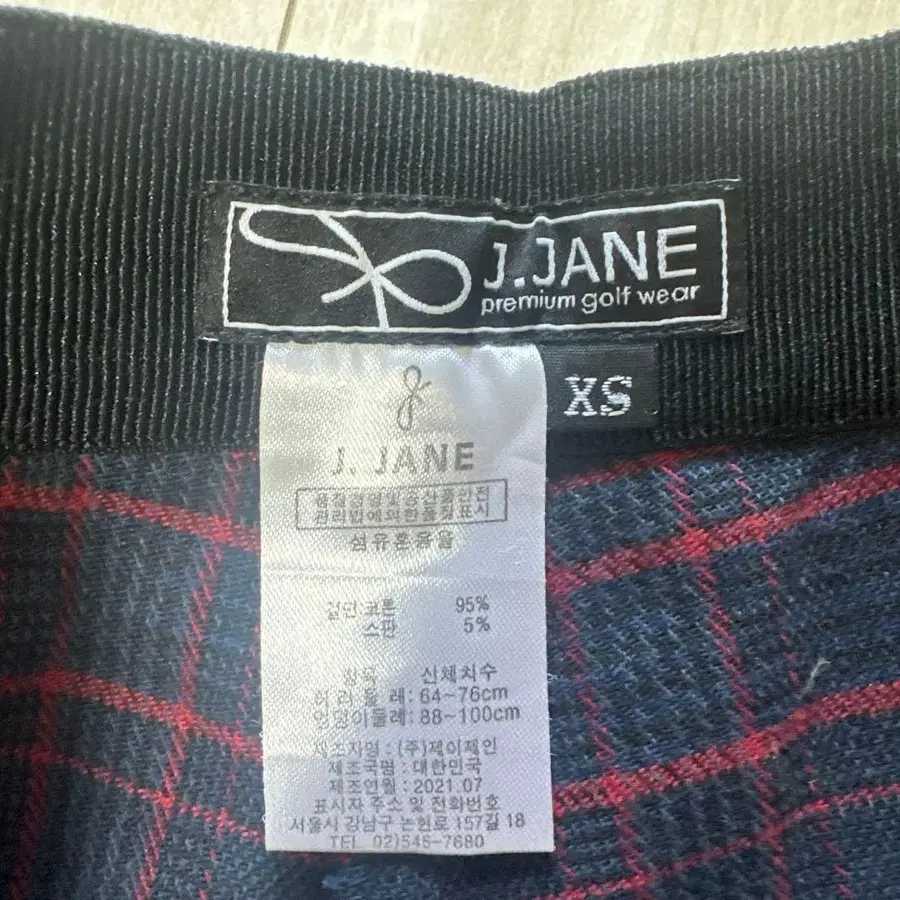 J.JANE
premium golf wear
XS
J. JANE
품질경영및공산품안전
관리법에의한품질표시
섬유혼용율
겉면:코튼 95%
스판 5%
항목 신체치수
허리둘레: 64~76cm
엉덩이둘레: 88~100cm
제조자명 : (주)제이제인
제조국명 : 대한민국
제조연월 : 2021.07
표시자 주소 및 전화번호
서울시 강남구 논현로 157길 18
TEL. 02)545-7680